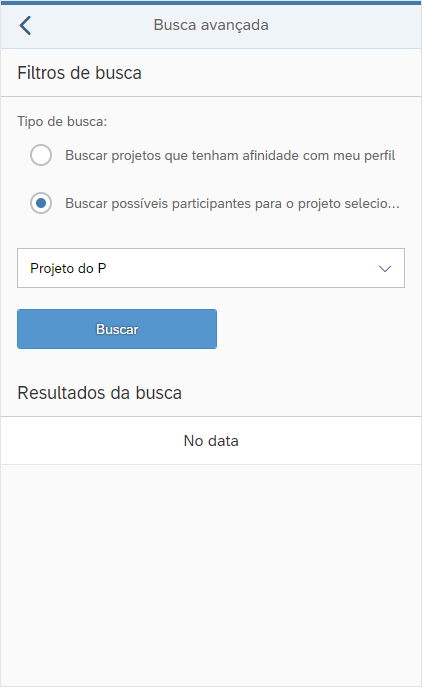 Busca avançada
Filtros de busca
Tipo de busca:
Buscar projetos que tenham afinidade com meu perfil
Buscar possíveis participantes para o projeto selecio...
Projeto do P
Buscar
Resultados da busca
No data